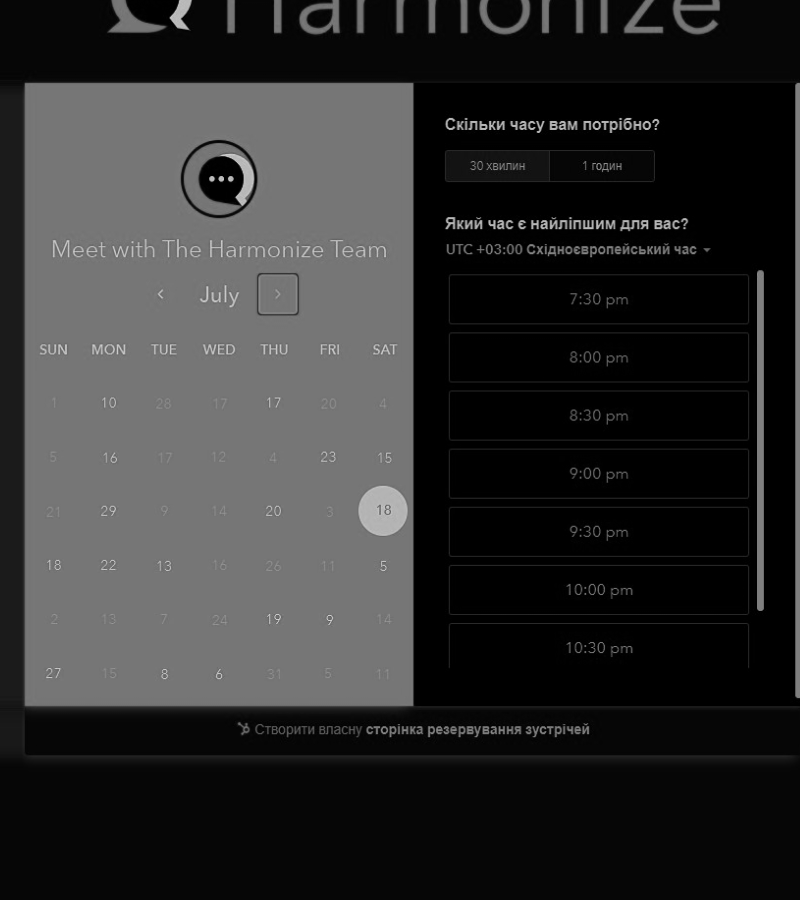 Harmonize
Meet with The Harmonize Team
July
SUN MON TUE WED THU FRI SAT
1 10 28 17 17 20 4
5 16 17 12 4 23 15
21 29 9 14 20 3 18
18 22 13 16 26 11 5
2 13 7 24 19 9 14
27 15 8 6 31 5 11
Скільки часу вам потрібно?
30 хвилин 1 годин
Який час є найліпшим для вас?
UTC +03:00 Східноєвропейський час
7:30 pm
8:00 pm
8:30 pm
9:00 pm
9:30 pm
10:00 pm
10:30 pm
Створити власну сторінка резервування зустрічей